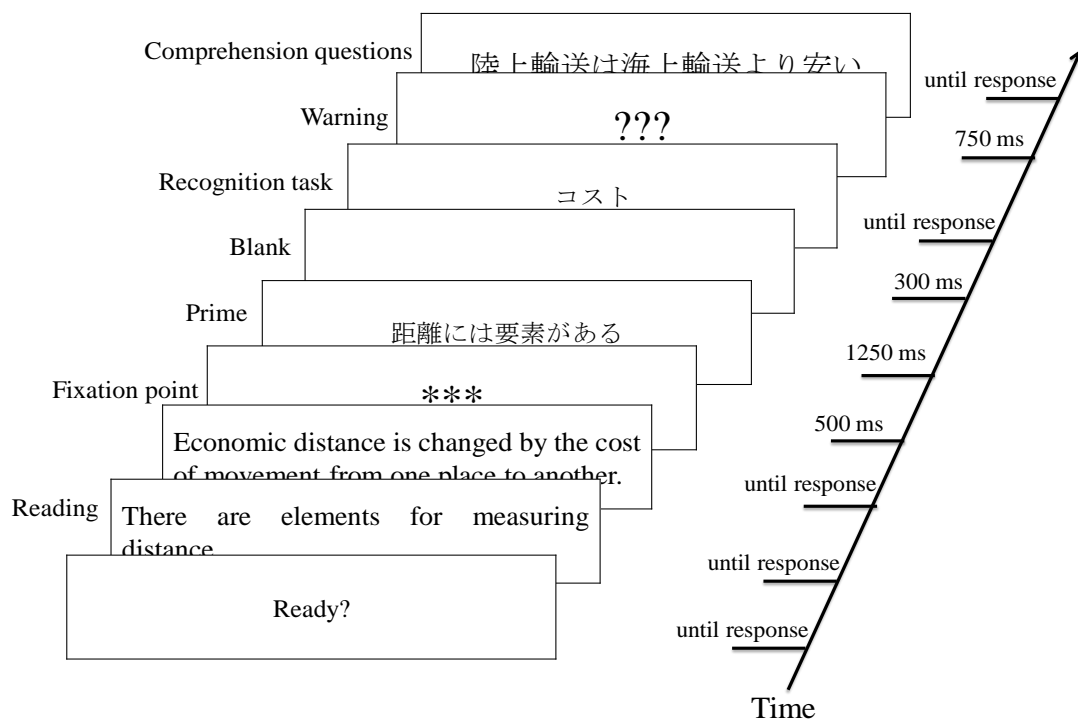 Comprehension questions
陸上輸送は海上輸送より安い
until response
Warning
???
750 ms
Recognition task
コスト
until response
Blank
300 ms
Prime
距離には要素がある
1250 ms
Fixation point
***
500 ms
Economic distance is changed by the cost
of movement from one place to another.
until response
Reading
There are elements for measuring
distance
until response
Ready?
until response
Time